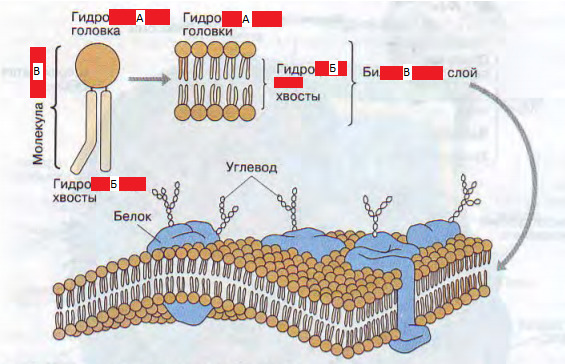 Гидро А
головка
Гидро А
головки
В
Молекула
Гидро Б
хвосты
Гидро Б
хвосты
Би В слой
Углевод
Белок